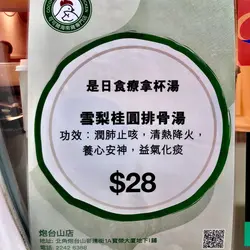 是日食療拿杯湯
雪梨桂圓排骨湯
功效：潤肺止咳，清熱降火，
養心安神，益氣化痰
$28
炮台山店